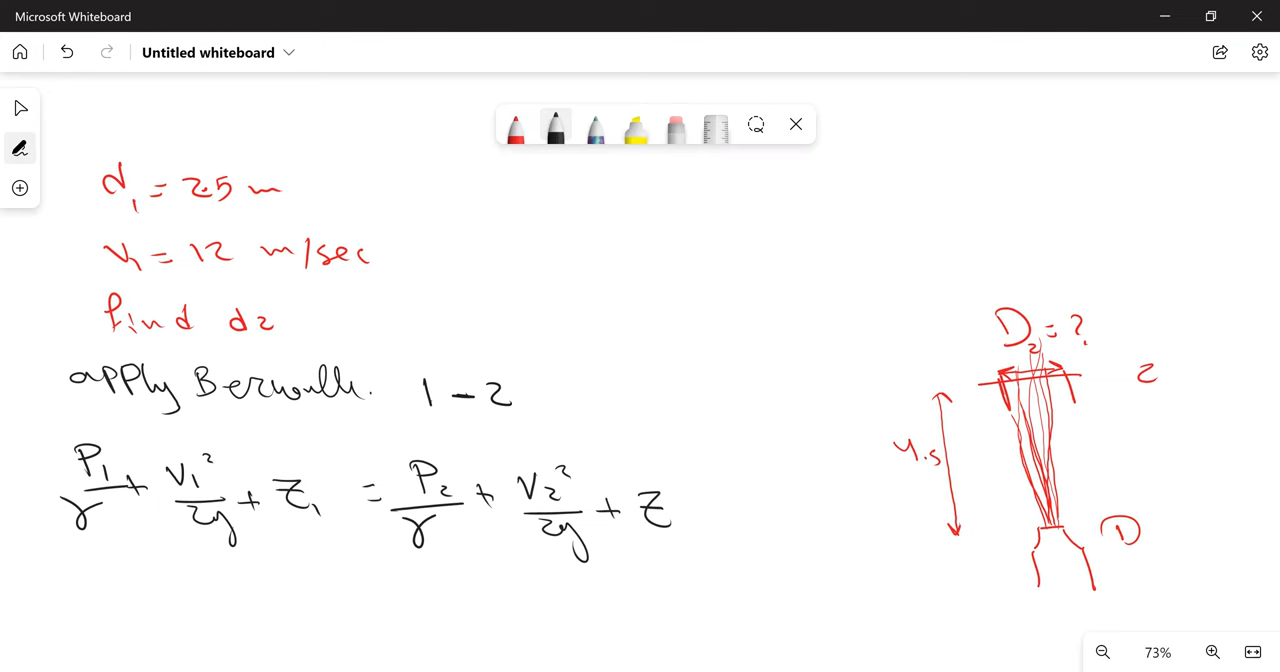 Microsoft Whiteboard
Untitled whiteboard
d₁ = 2.5 m
V₁ = 12 m/sec
find d₂
apply Bernoulli. 1 - 2
P₁/γ + V₁²/2g + Z₁ = P₂/γ + V₂²/2g + Z
D₂ = ?
2
4.5
D
73%